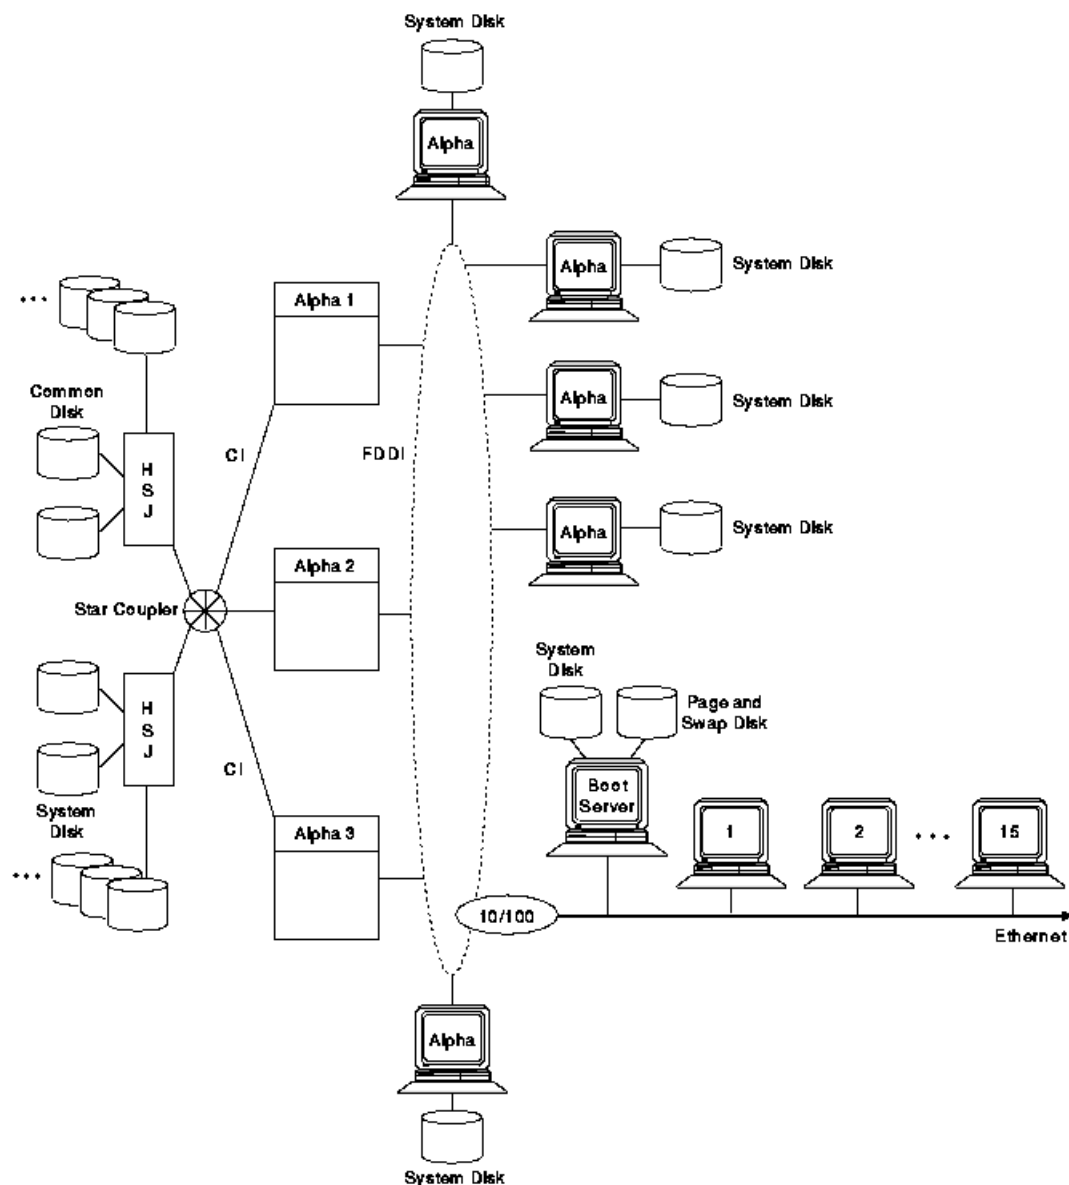 System Disk
Alpha
Alpha
System Disk
Alpha 1
...
Common
Disk
Alpha
System Disk
CI
FDDI
H
S
J
Alpha
System Disk
Alpha 2
Star Coupler
System
Disk
Page and
Swap Disk
H
S
J
CI
Boot
Server
System
Disk
Alpha 3
1
2
...
15
...
10/100
Ethernet
Alpha
System Disk